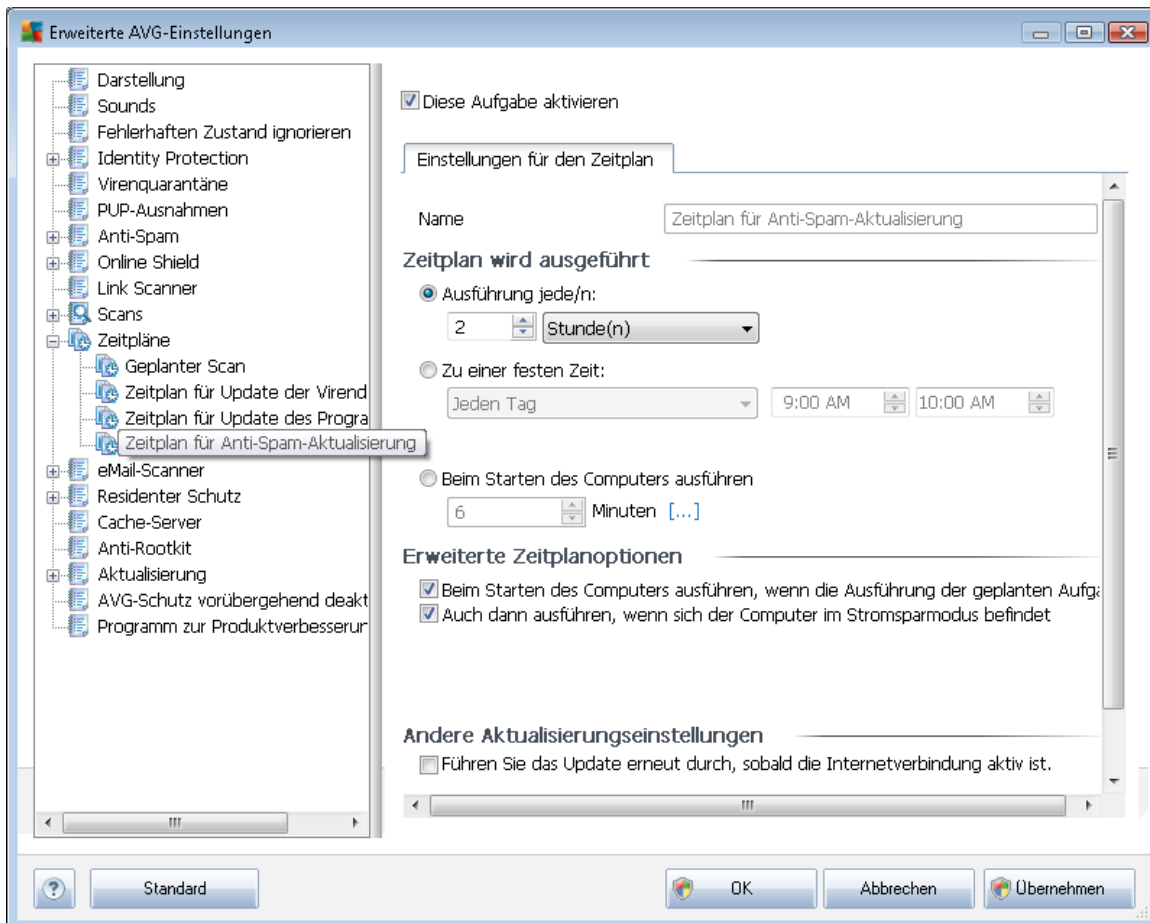 Erweiterte AVG-Einstellungen
Darstellung
Sounds
Fehlerhaften Zustand ignorieren
Identity Protection
Virenquarantäne
PUP-Ausnahmen
Anti-Spam
Online Shield
Link Scanner
Scans
Zeitpläne
Geplanter Scan
Zeitplan für Update der Virend
Zeitplan für Update des Progra
Zeitplan für Anti-Spam-Aktualisierung
eMail-Scanner
Residenter Schutz
Cache-Server
Anti-Rootkit
Aktualisierung
AVG-Schutz vorübergehend deakt
Programm zur Produktverbesserur
Diese Aufgabe aktivieren
Einstellungen für den Zeitplan
Name Zeitplan für Anti-Spam-Aktualisierung
Zeitplan wird ausgeführt
Ausführung jede/n:
2 Stunde(n)
Zu einer festen Zeit:
Jeden Tag 9:00 AM 10:00 AM
Beim Starten des Computers ausführen
6 Minuten [...]
Erweiterte Zeitplanoptionen
Beim Starten des Computers ausführen, wenn die Ausführung der geplanten Aufga
Auch dann ausführen, wenn sich der Computer im Stromsparmodus befindet
Andere Aktualisierungseinstellungen
Führen Sie das Update erneut durch, sobald die Internetverbindung aktiv ist.
? Standard OK Abbrechen Übernehmen